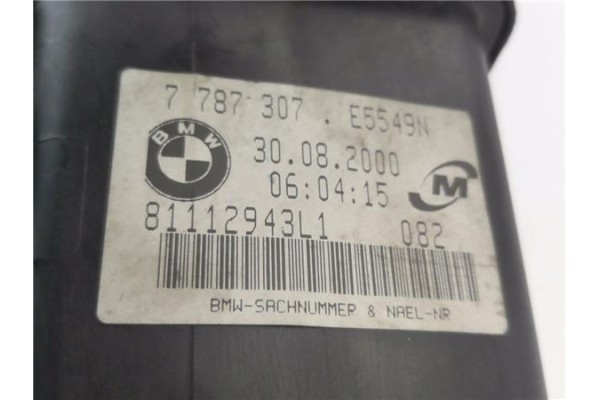 7 787 307 . E5549N
BMW
30.08.2000
M
06:04:15
81112943L1 082
BMW-SACHNUMMER & NAEL-NR